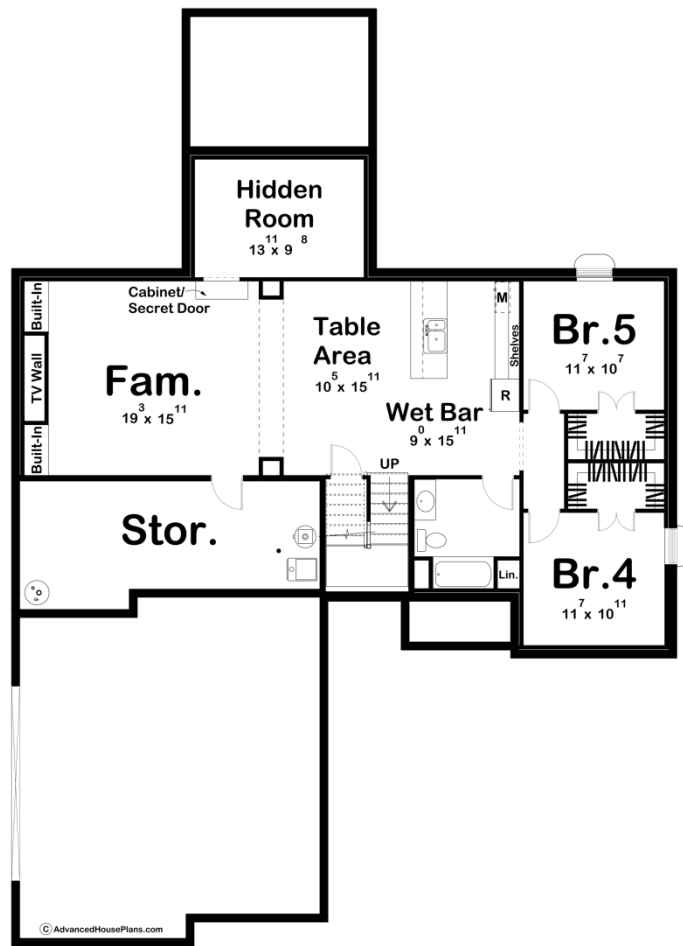 Hidden
Room
13 11 x 9 8
Cabinet/
Secret Door
Built-In
TV Wall
Built-In
Fam.
19 3 x 15 11
Table
Area
10 5 x 15 11
M
Shelves
R
Wet Bar
9 0 x 15 11
Br.5
11 7 x 10 7
UP
Stor.
Lin.
Br.4
11 7 x 10 11
© AdvancedHousePlans.com